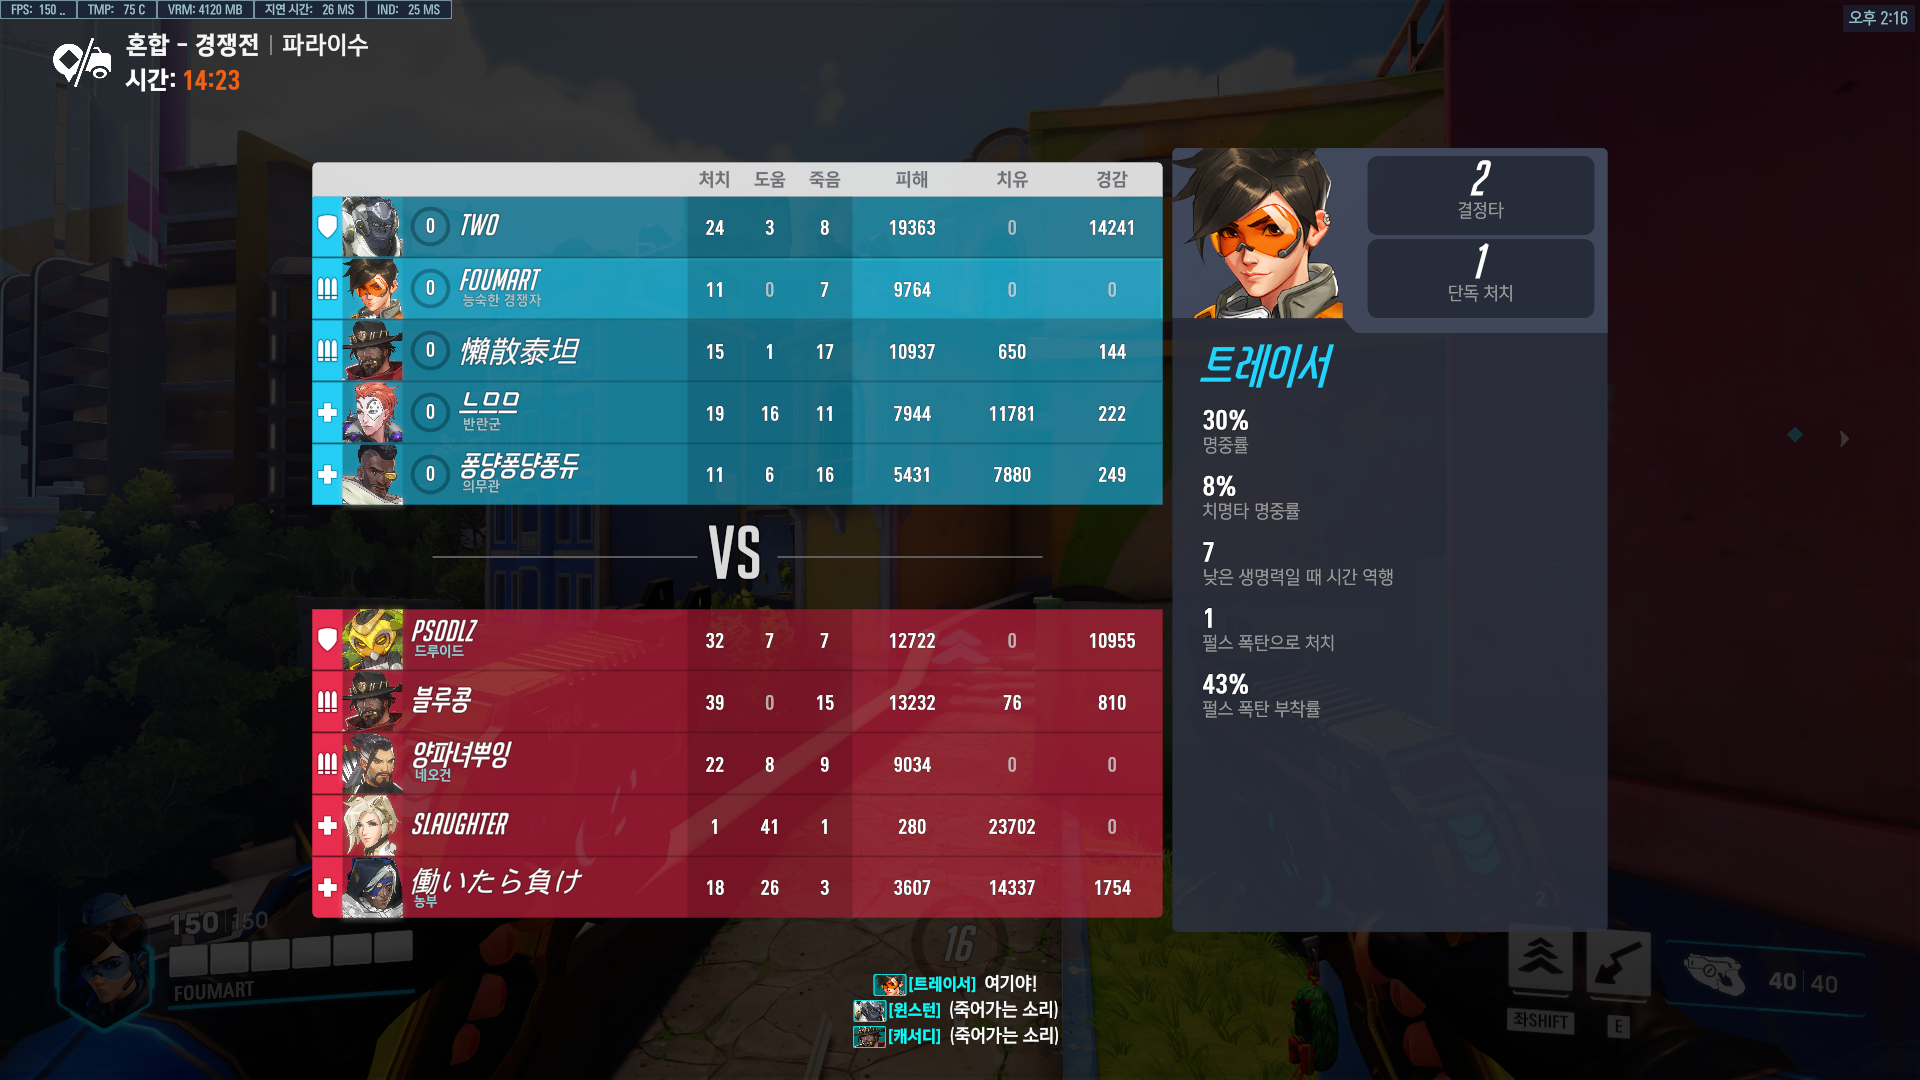 FPS: 150 .. TMP: 75 C VRM: 4120 MB 지연 시간: 26 MS IND: 25 MS
오후 2:16
혼합 - 경쟁전 | 파라이수
시간: 14:23
처치 도움 죽음 피해 치유 경감
0 TWO 24 3 8 19363 0 14241
0 FOUMART 11 0 7 9764 0 0
능숙한 경쟁자
0 懶散泰坦 15 1 17 10937 650 144
0 느므므 19 16 11 7944 11781 222
반란군
0 퐁댱퐁댱퐁듀 11 6 16 5431 7880 249
의무관
VS
PSODLZ 32 7 7 12722 0 10955
드루이드
블루콩 39 0 15 13232 76 810
양파녀뿌잉 22 8 9 9034 0 0
네오건
SLAUGHTER 1 41 1 280 23702 0
働いたら負け 18 26 3 3607 14337 1754
농부
2
결정타
1
단독 처치
트레이서
30%
명중률
8%
치명타 명중률
7
낮은 생명력일 때 시간 역행
1
펄스 폭탄으로 처치
43%
펄스 폭탄 부착률
150 | 150
FOUMART
16
[트레이서] 여기야!
[윈스턴] (죽어가는 소리)
[캐서디] (죽어가는 소리)
2
좌SHIFT
E
40 | 40